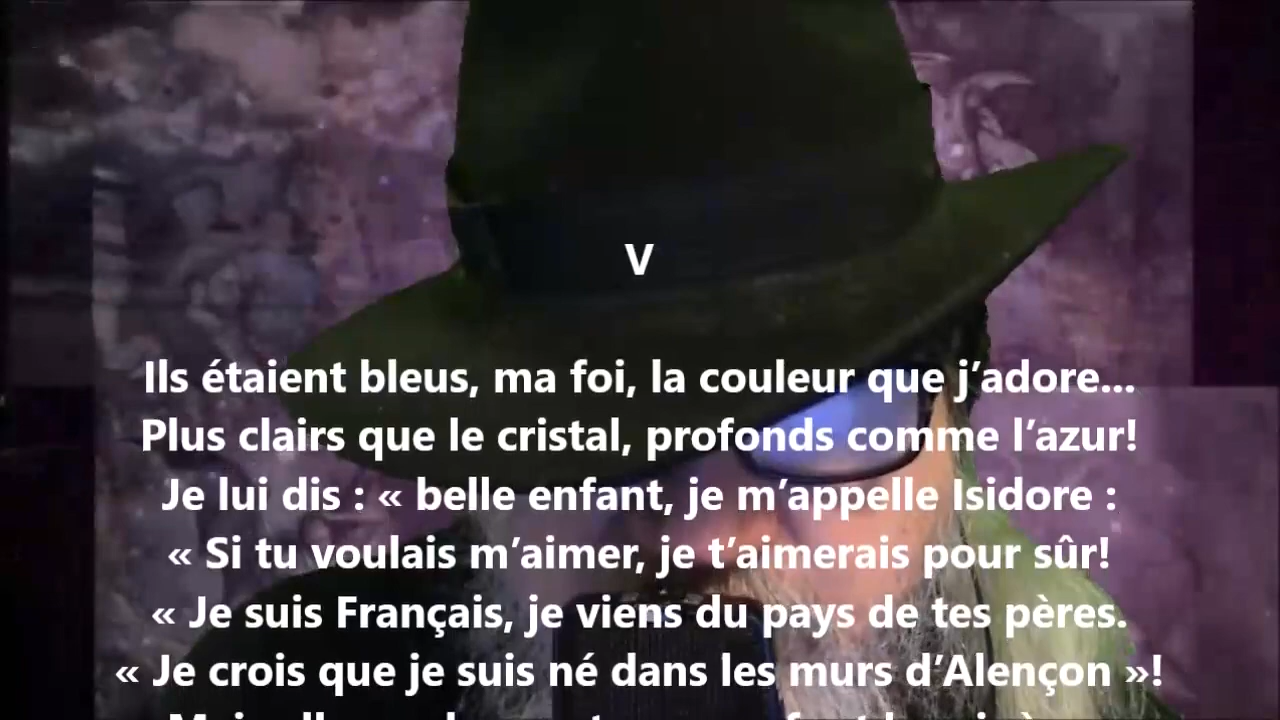 V
Ils étaient bleus, ma foi, la couleur que j’adore...
Plus clairs que le cristal, profonds comme l’azur!
Je lui dis : « belle enfant, je m’appelle Isidore :
« Si tu voulais m’aimer, je t’aimerais pour sûr!
« Je suis Français, je viens du pays de tes pères.
« Je crois que je suis né dans les murs d’Alençon »!